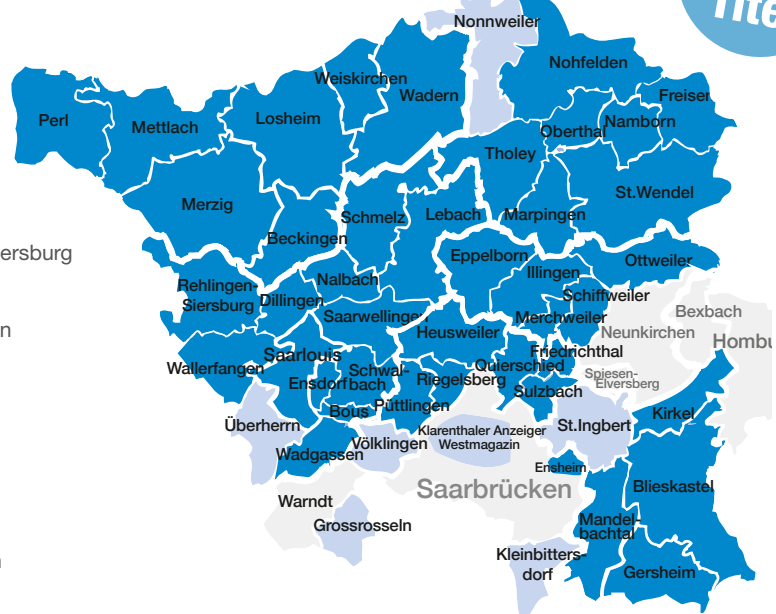 Tite
Nonnweiler
Nohfelden
Weiskirchen
Wadern
Freisen
Perl
Mettlach
Losheim
Oberthal
Namborn
Tholey
Merzig
St.Wendel
Schmelz
Lebach
Marpingen
Beckingen
ersburg
Eppelborn
Illingen
Ottweiler
Rehlingen-
Siersburg
Dillingen
Nalbach
Schiffweiler
Saarwellingen
Merchweiler
Bexbach
n
Heusweiler
Neunkirchen
Hombu
Wallerfangen
Saarlouis
Friedrichthal
Quierschied
Spiesen-
Elversberg
Ensdorf
Schwal-
bach
Riegelsberg
Sulzbach
Bous
Püttlingen
Kirkel
Überherrn
Völklingen
Klarenthaler Anzeiger
Westmagazin
St.Ingbert
Wadgassen
Ensheim
Saarbrücken
Blieskastel
Warndt
Grossrosseln
Mandel-
bachtal
Kleinbitters-
dorf
Gersheim